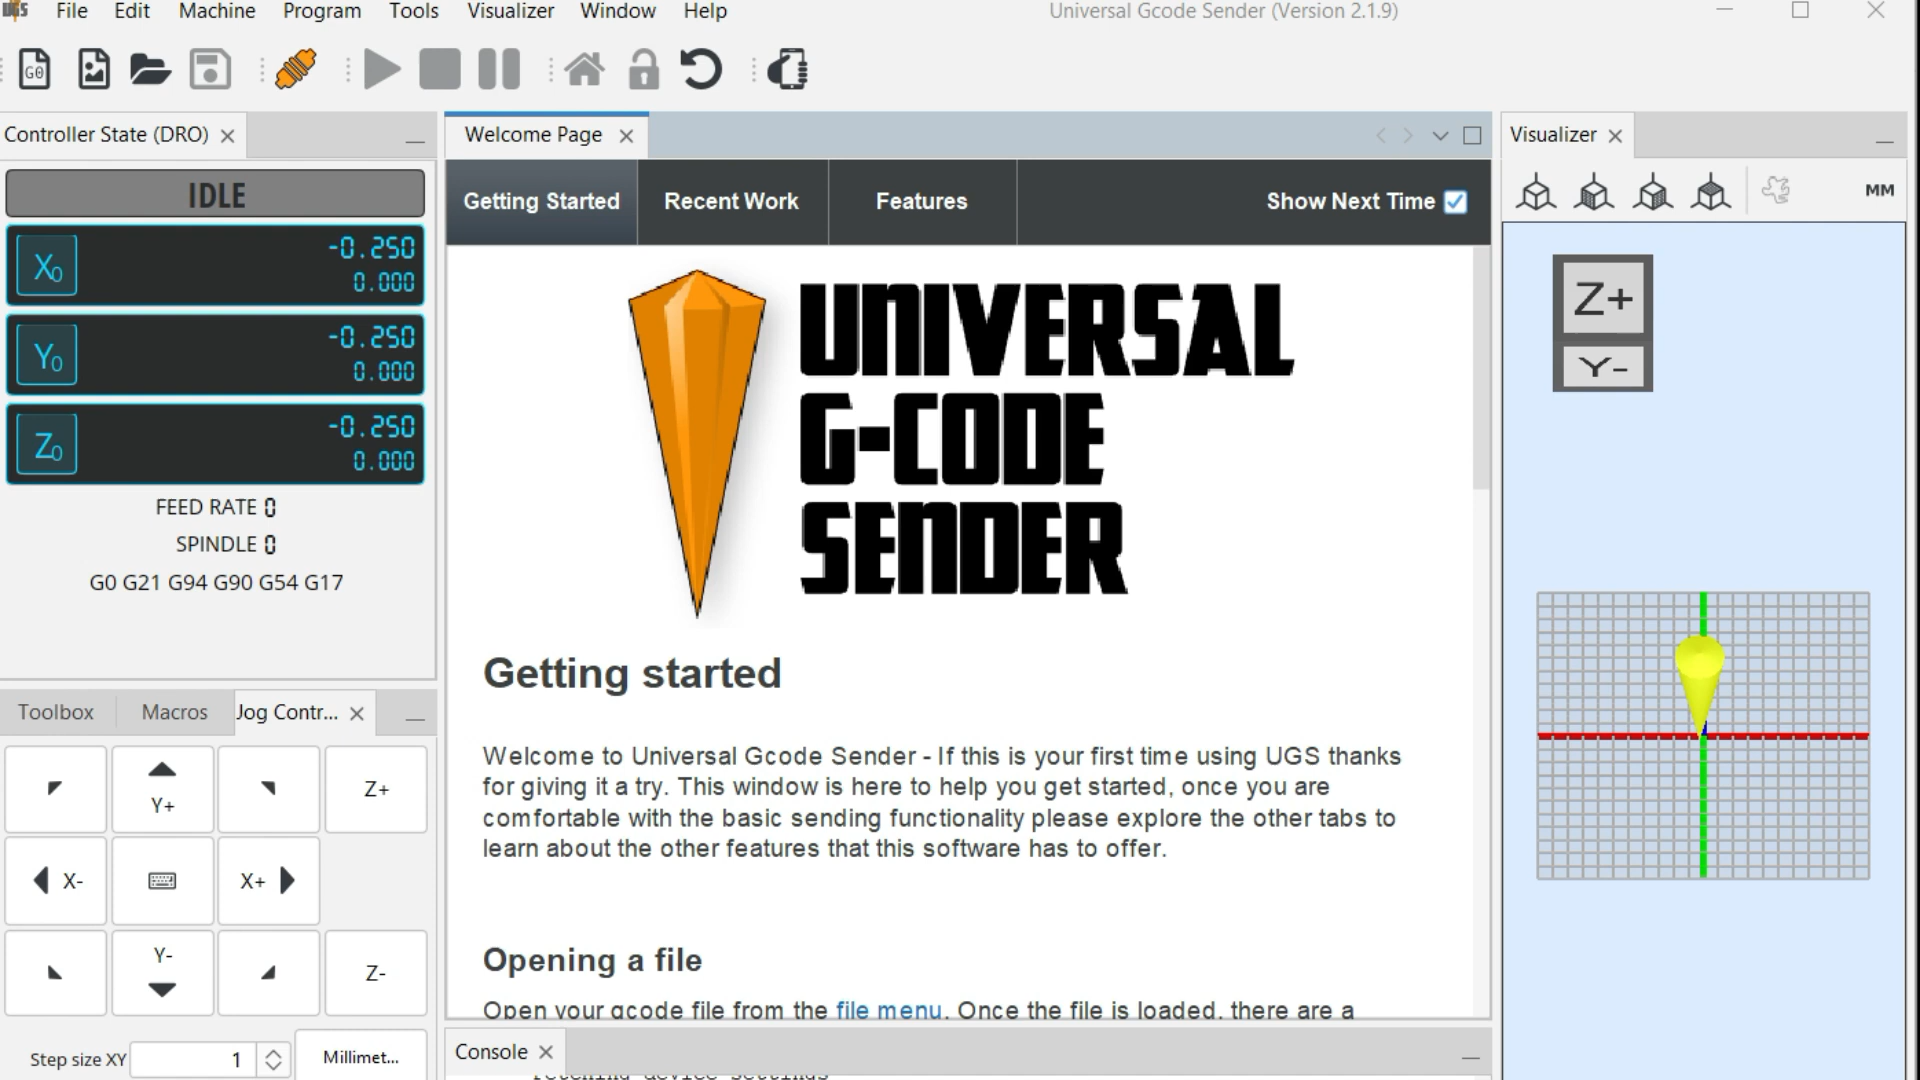 UGS File Edit Machine Program Tools Visualizer Window Help Universal Gcode Sender (Version 2.1.9)
G0
Controller State (DRO)
IDLE
X0 -0.250
0.000
Y0 -0.250
0.000
Z0 -0.250
0.000
FEED RATE 0
SPINDLE 0
G0 G21 G94 G90 G54 G17
Toolbox Macros Jog Contr...
Y+ Z+
X- X+
Y- Z-
Step size XY 1 Millimet...
Welcome Page
Getting Started Recent Work Features Show Next Time
UNIVERSAL
G-CODE
SENDER
Getting started
Welcome to Universal Gcode Sender - If this is your first time using UGS thanks
for giving it a try. This window is here to help you get started, once you are
comfortable with the basic sending functionality please explore the other tabs to
learn about the other features that this software has to offer.
Opening a file
Open your gcode file from the file menu. Once the file is loaded, there are a
Console
fetching device settings
Visualizer
MM
Z+
Y-